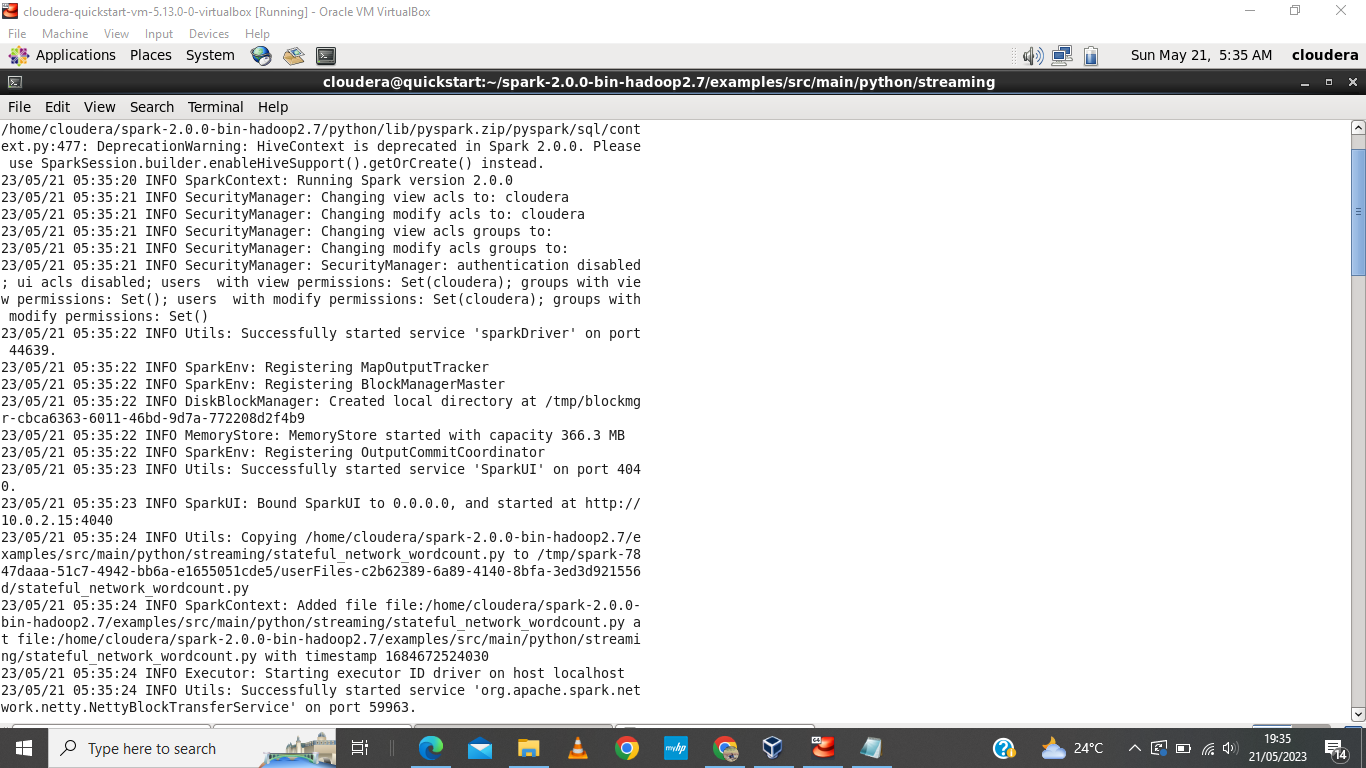 cloudera-quickstart-vm-5.13.0-0-virtualbox [Running] - Oracle VM VirtualBox
File Machine View Input Devices Help
Applications Places System Sun May 21, 5:35 AM cloudera
cloudera@quickstart:~/spark-2.0.0-bin-hadoop2.7/examples/src/main/python/streaming
File Edit View Search Terminal Help
/home/cloudera/spark-2.0.0-bin-hadoop2.7/python/lib/pyspark.zip/pyspark/sql/cont
ext.py:477: DeprecationWarning: HiveContext is deprecated in Spark 2.0.0. Please
 use SparkSession.builder.enableHiveSupport().getOrCreate() instead.
23/05/21 05:35:20 INFO SparkContext: Running Spark version 2.0.0
23/05/21 05:35:21 INFO SecurityManager: Changing view acls to: cloudera
23/05/21 05:35:21 INFO SecurityManager: Changing modify acls to: cloudera
23/05/21 05:35:21 INFO SecurityManager: Changing view acls groups to:
23/05/21 05:35:21 INFO SecurityManager: Changing modify acls groups to:
23/05/21 05:35:21 INFO SecurityManager: SecurityManager: authentication disabled
; ui acls disabled; users  with view permissions: Set(cloudera); groups with vie
w permissions: Set(); users  with modify permissions: Set(cloudera); groups with
 modify permissions: Set()
23/05/21 05:35:22 INFO Utils: Successfully started service 'sparkDriver' on port
 44639.
23/05/21 05:35:22 INFO SparkEnv: Registering MapOutputTracker
23/05/21 05:35:22 INFO SparkEnv: Registering BlockManagerMaster
23/05/21 05:35:22 INFO DiskBlockManager: Created local directory at /tmp/blockmg
r-cbca6363-6011-46bd-9d7a-772208d2f4b9
23/05/21 05:35:22 INFO MemoryStore: MemoryStore started with capacity 366.3 MB
23/05/21 05:35:22 INFO SparkEnv: Registering OutputCommitCoordinator
23/05/21 05:35:23 INFO Utils: Successfully started service 'SparkUI' on port 404
0.
23/05/21 05:35:23 INFO SparkUI: Bound SparkUI to 0.0.0.0, and started at http://
10.0.2.15:4040
23/05/21 05:35:24 INFO Utils: Copying /home/cloudera/spark-2.0.0-bin-hadoop2.7/e
xamples/src/main/python/streaming/stateful_network_wordcount.py to /tmp/spark-78
47daaa-51c7-4942-bb6a-e1655051cde5/userFiles-c2b62389-6a89-4140-8bfa-3ed3d921556
d/stateful_network_wordcount.py
23/05/21 05:35:24 INFO SparkContext: Added file file:/home/cloudera/spark-2.0.0-
bin-hadoop2.7/examples/src/main/python/streaming/stateful_network_wordcount.py a
t file:/home/cloudera/spark-2.0.0-bin-hadoop2.7/examples/src/main/python/streami
ng/stateful_network_wordcount.py with timestamp 1684672524030
23/05/21 05:35:24 INFO Executor: Starting executor ID driver on host localhost
23/05/21 05:35:24 INFO Utils: Successfully started service 'org.apache.spark.net
work.netty.NettyBlockTransferService' on port 59963.
Type here to search
myhp
64
24°C
19:35
21/05/2023
14